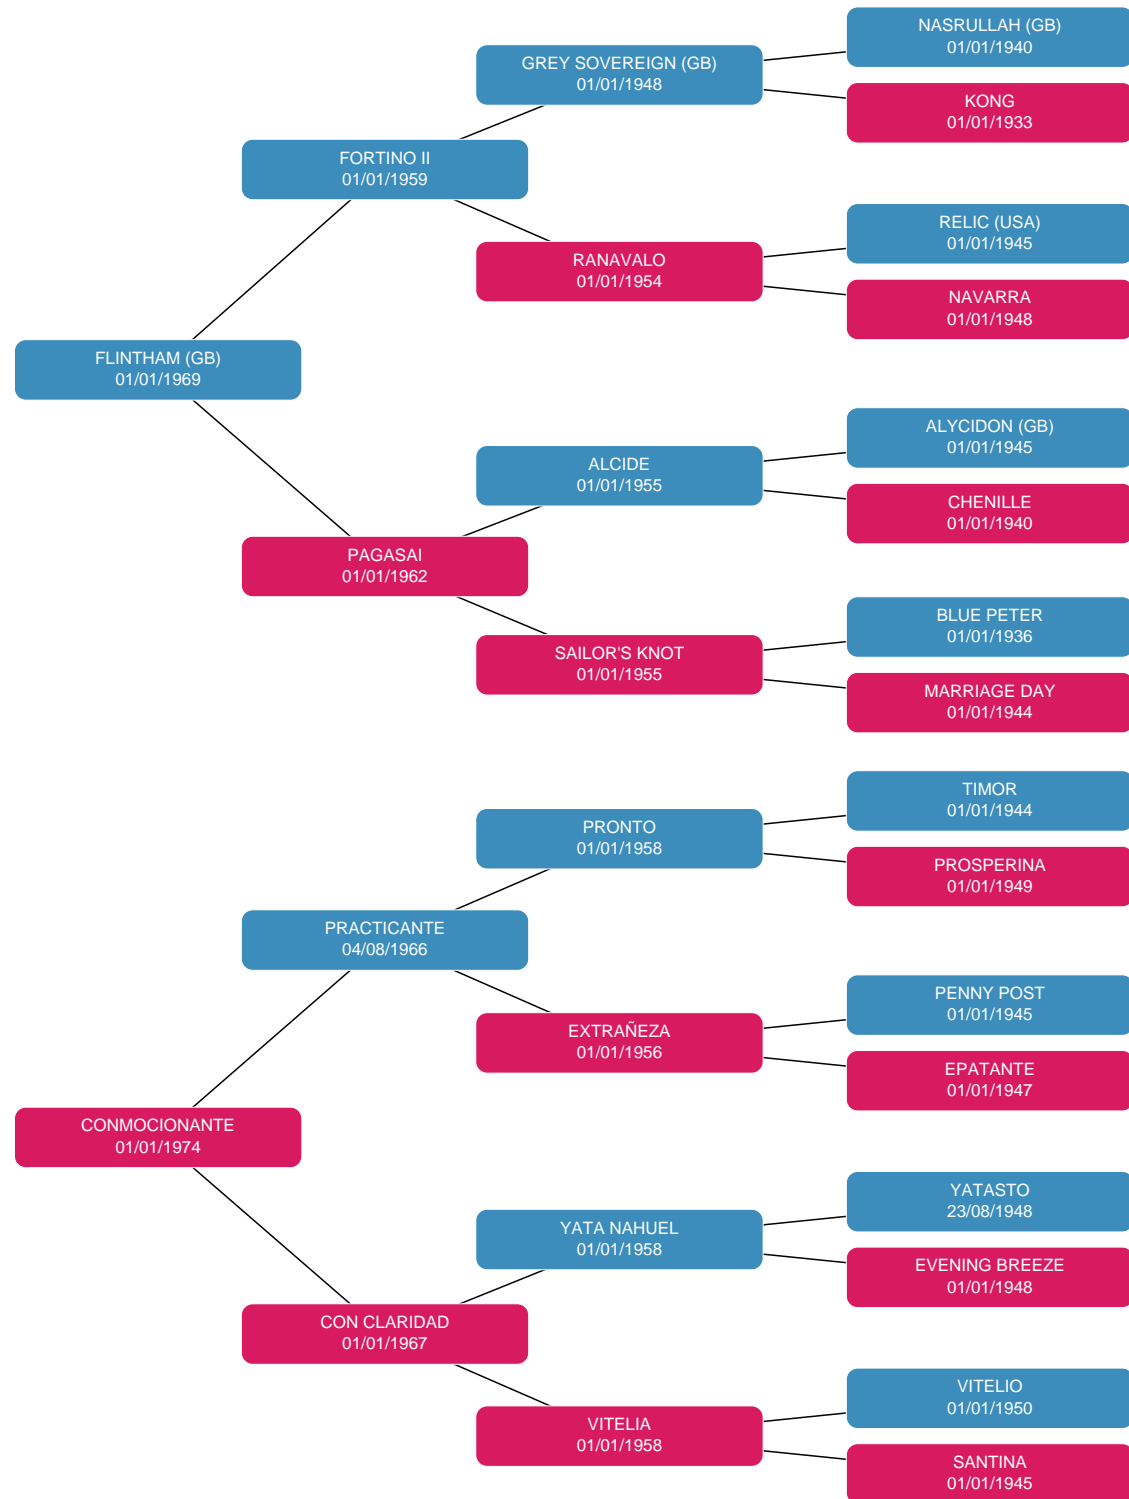 NASRULLAH (GB)
01/01/1940
GREY SOVEREIGN (GB)
01/01/1948
KONG
01/01/1933
FORTINO II
01/01/1959
RELIC (USA)
01/01/1945
RANAVALO
01/01/1954
NAVARRA
01/01/1948
FLINTHAM (GB)
01/01/1969
ALYCIDON (GB)
01/01/1945
ALCIDE
01/01/1955
CHENILLE
01/01/1940
PAGASAI
01/01/1962
BLUE PETER
01/01/1936
SAILOR'S KNOT
01/01/1955
MARRIAGE DAY
01/01/1944
TIMOR
01/01/1944
PRONTO
01/01/1958
PROSPERINA
01/01/1949
PRACTICANTE
04/08/1966
PENNY POST
01/01/1945
EXTRAÑEZA
01/01/1956
EPATANTE
01/01/1947
CONMOCIONANTE
01/01/1974
YATASTO
23/08/1948
YATA NAHUEL
01/01/1958
EVENING BREEZE
01/01/1948
CON CLARIDAD
01/01/1967
VITELIO
01/01/1950
VITELIA
01/01/1958
SANTINA
01/01/1945